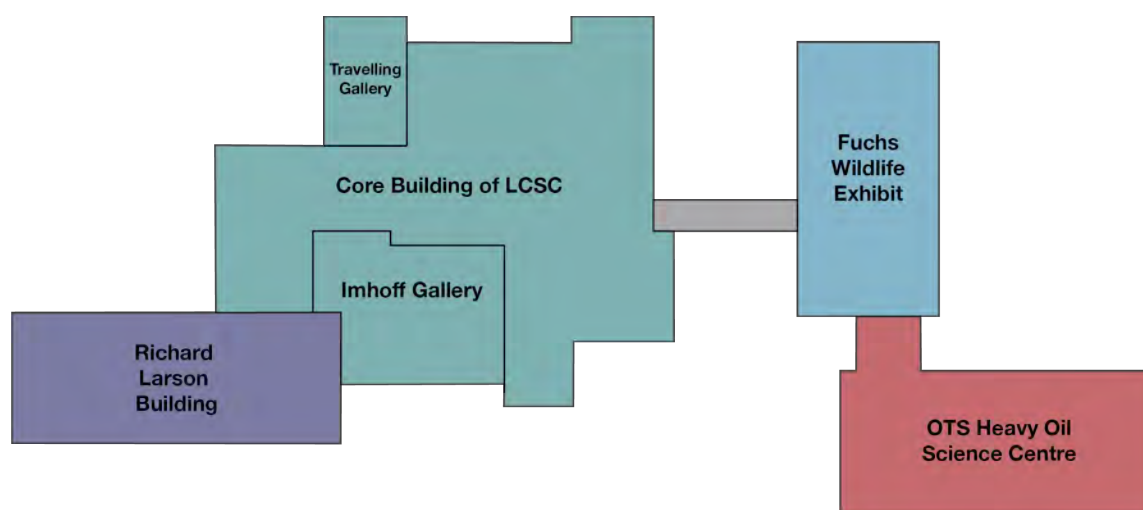 Travelling
Gallery
Core Building of LCSC
Imhoff Gallery
Richard
Larson
Building
Fuchs
Wildlife
Exhibit
OTS Heavy Oil
Science Centre